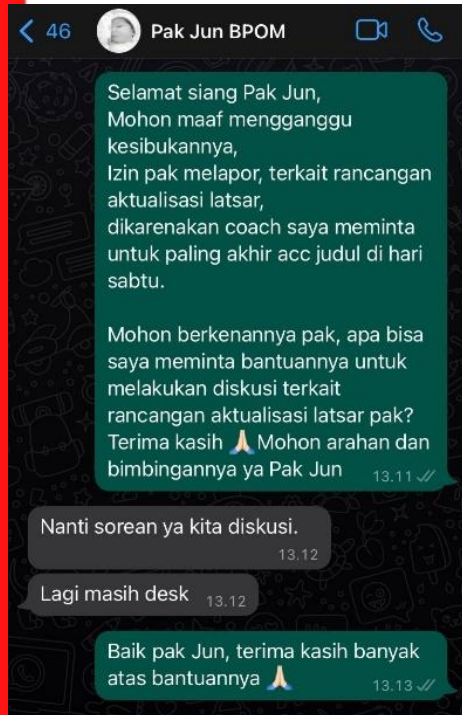 46 Pak Jun BPOM
Selamat siang Pak Jun,
Mohon maaf mengganggu
kesibukannya,
Izin pak melapor, terkait rancangan
aktualisasi latsar,
dikarenakan coach saya meminta
untuk paling akhir acc judul di hari
sabtu.
Mohon berkenannya pak, apa bisa
saya meminta bantuannya untuk
melakukan diskusi terkait
rancangan aktualisasi latsar pak?
Terima kasih 🙏🏻 Mohon arahan dan
bimbingannya ya Pak Jun 13.11
Nanti sorean ya kita diskusi.
13.12
Lagi masih desk 13.12
Baik pak Jun, terima kasih banyak
atas bantuannya 🙏🏻 13.13